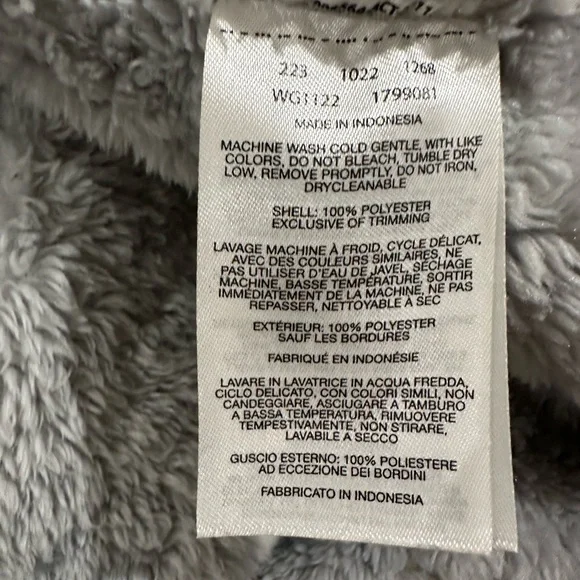 223 1022 1268
WG1122 1799081
MADE IN INDONESIA
MACHINE WASH COLD GENTLE, WITH LIKE
COLORS, DO NOT BLEACH, TUMBLE DRY
LOW, REMOVE PROMPTLY, DO NOT IRON,
DRYCLEANABLE
SHELL: 100% POLYESTER
EXCLUSIVE OF TRIMMING
LAVAGE MACHINE À FROID, CYCLE DÉLICAT,
AVEC DES COULEURS SIMILAIRES, NE
PAS UTILISER D'EAU DE JAVEL, SÉCHAGE
MACHINE, BASSE TEMPÉRATURE, SORTIR
IMMÉDIATEMENT DE LA MACHINE, NE PAS
REPASSER, NETTOYABLE À SEC
EXTÉRIEUR: 100% POLYESTER
SAUF LES BORDURES
FABRIQUÉ EN INDONÉSIE
LAVARE IN LAVATRICE IN ACQUA FREDDA,
CICLO DELICATO, CON COLORI SIMILI, NON
CANDEGGIARE, ASCIUGARE A TAMBURO
A BASSA TEMPERATURA, RIMUOVERE
TEMPESTIVAMENTE, NON STIRARE,
LAVABILE A SECCO
GUSCIO ESTERNO: 100% POLIESTERE
AD ECCEZIONE DEI BORDINI
FABBRICATO IN INDONESIA